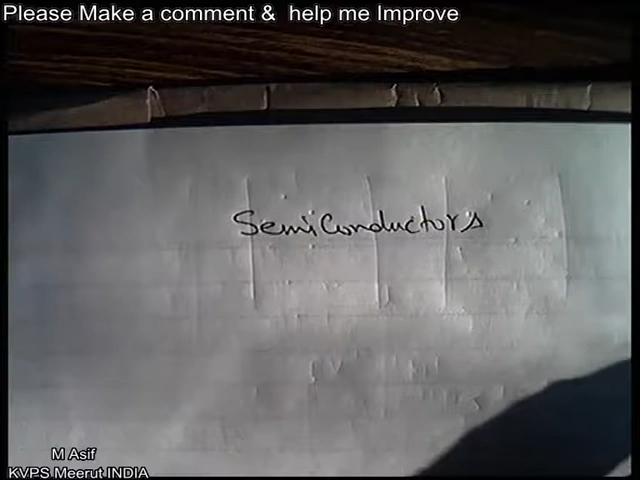 Please Make a comment & help me Improve
SemiConductors
M Asif
KVPS Meerut INDIA